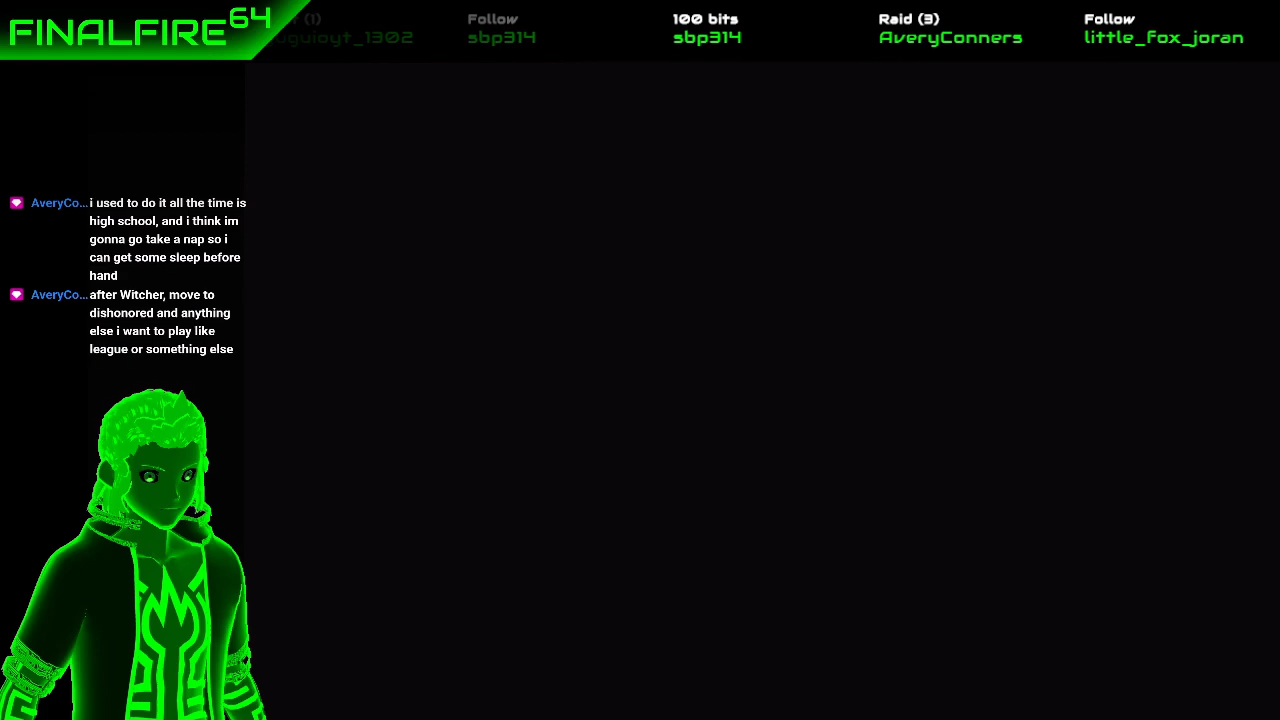 FINALFIRE64
(1)
Follow
100 bits
Raid (3)
Follow
guioyt_1302
sbp314
sbp314
AveryConners
little_fox_joran
AveryCo... i used to do it all the time is
high school, and i think im
gonna go take a nap so i
can get some sleep before
hand
AveryCo... after Witcher, move to
dishonored and anything
else i want to play like
league or something else